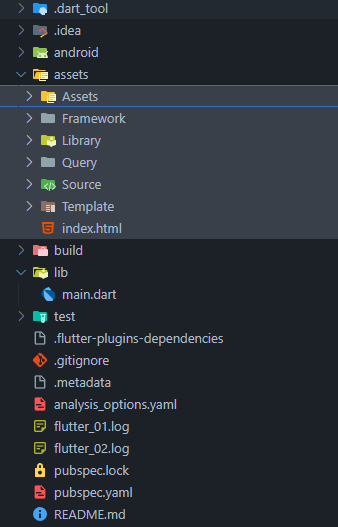 .dart_tool
.idea
android
assets
Assets
Framework
Library
Query
Source
Template
index.html
build
lib
main.dart
test
.flutter-plugins-dependencies
.gitignore
.metadata
analysis_options.yaml
flutter_01.log
flutter_02.log
pubspec.lock
pubspec.yaml
README.md